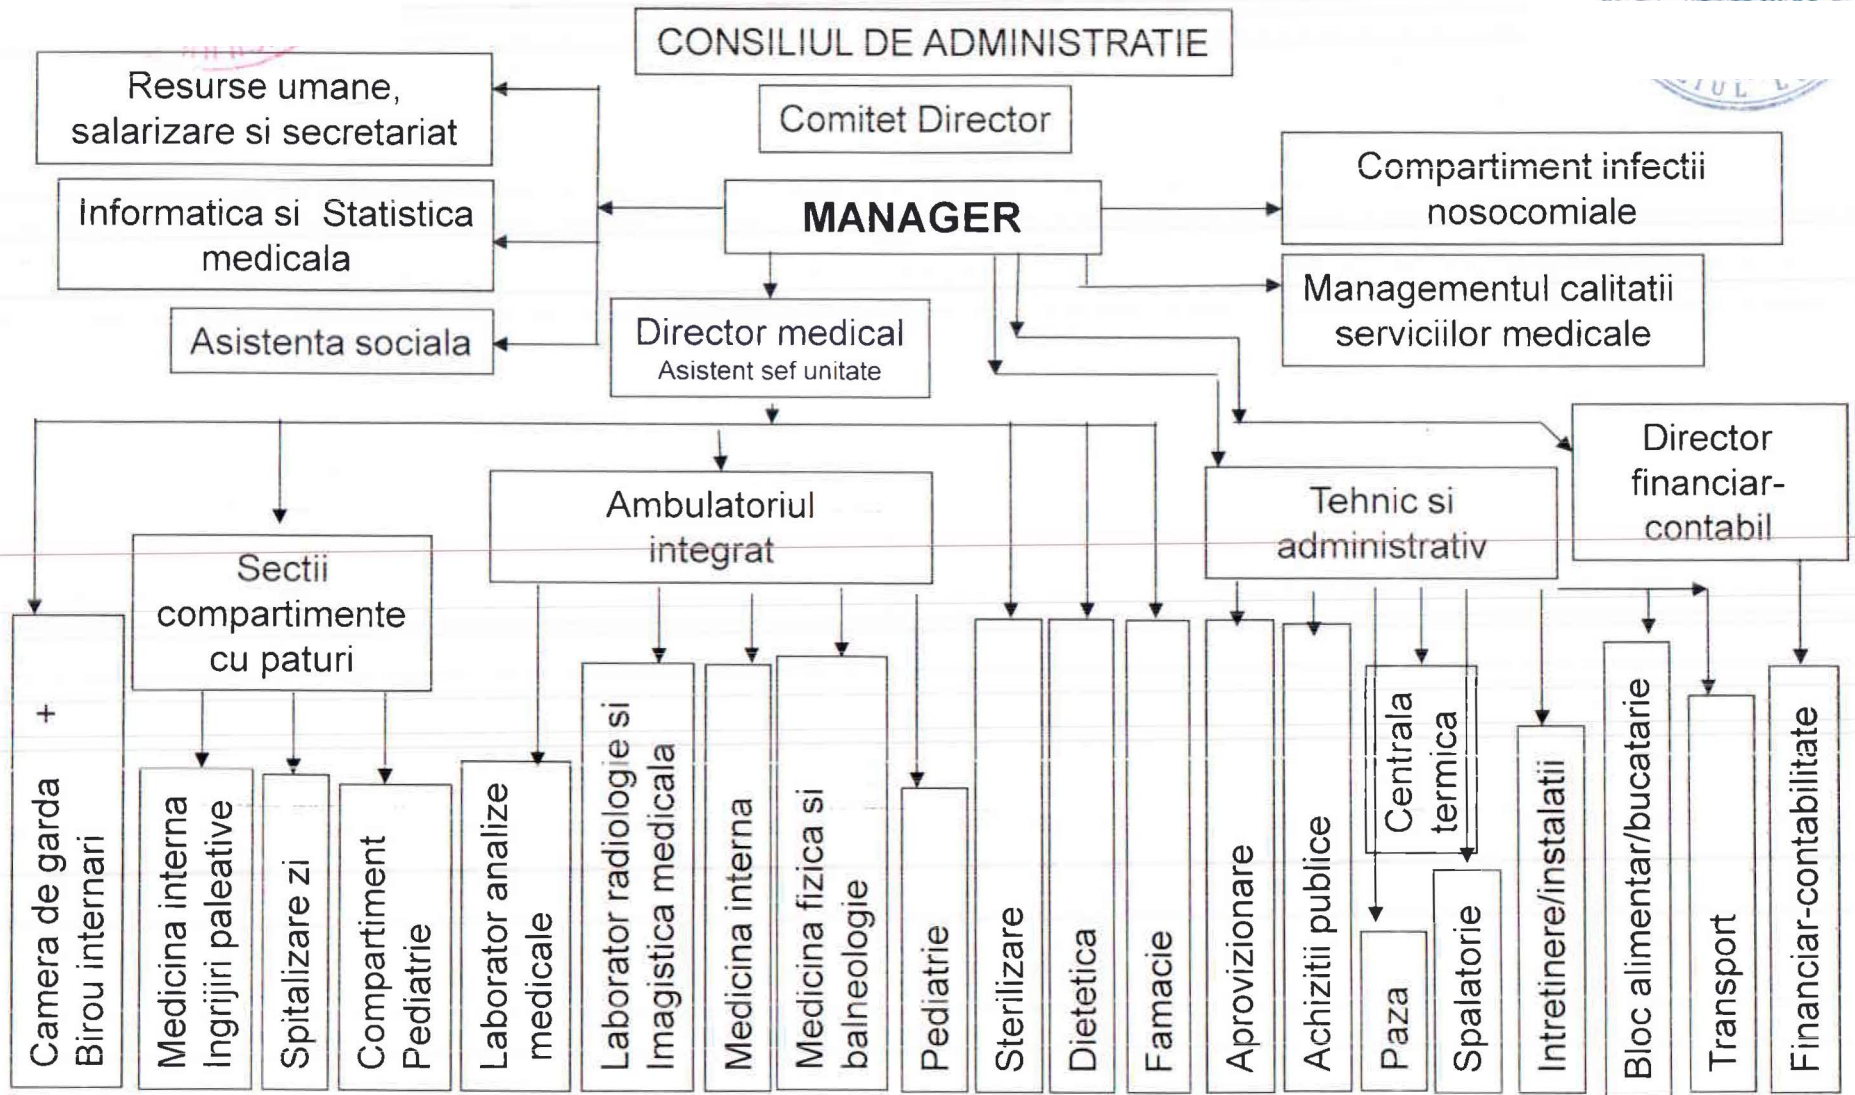 CONSILIUL DE ADMINISTRATIE
Resurse umane,
salarizare si secretariat
Comitet Director
Compartiment infectii
nosocomiale
Informatica si Statistica
medicala
MANAGER
Managementul calitatii
serviciilor medicale
Asistenta sociala
Director medical
Asistent sef unitate
Director
financiar-
contabil
Ambulatoriul
integrat
Tehnic si
administrativ
Sectii
compartimente
cu paturi
Camera de garda +
Birou internari
Medicina interna
Ingrijiri paleative
Spitalizare zi
Compartiment
Pediatrie
Laborator analize
medicale
Laborator radiologie si
Imagistica medicala
Medicina interna
Medicina fizica si
balneologie
Pediatrie
Sterilizare
Dietetica
Famacie
Aprovizionare
Achizitii publice
Centrala
termica
Paza
Spalatorie
Intretinere/instalatii
Bloc alimentar/bucatarie
Transport
Financiar-contabilitate